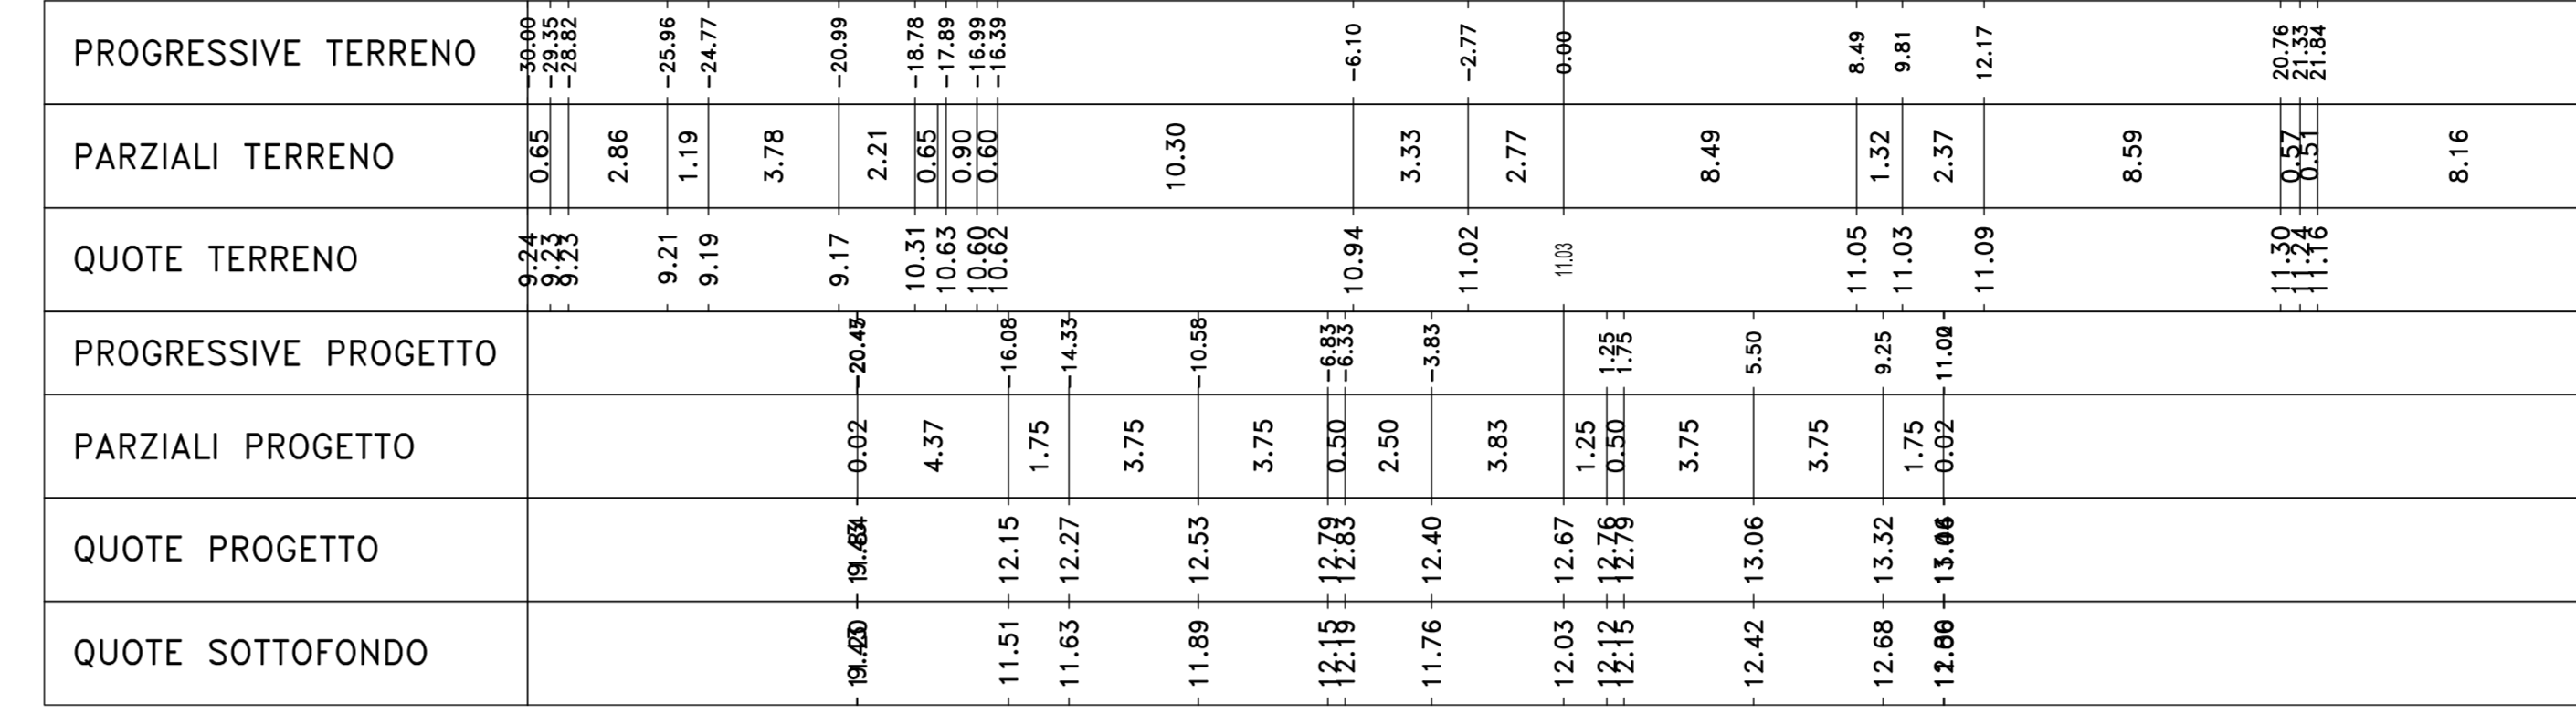 PROGRESSIVE TERRENO -30.00 -29.35 -28.82 -25.96 -24.77 -20.99 -18.78 -17.89 -16.99 -16.39 -6.10 -2.77 0.00 8.49 9.81 12.17 20.76 21.33 21.84
PARZIALI TERRENO 0.65 2.86 1.19 3.78 2.21 0.65 0.90 0.60 10.30 3.33 2.77 8.49 1.32 2.37 8.59 0.57 0.51 8.16
QUOTE TERRENO 9.24 9.23 9.23 9.21 9.19 9.17 10.31 10.63 10.60 10.62 10.94 11.02 11.03 11.05 11.03 11.09 11.30 11.24 11.16
PROGRESSIVE PROGETTO -16.08 -14.33 -10.58 -6.83 -6.33 -3.83 1.25 1.75 5.50 9.25
PARZIALI PROGETTO 0.02 4.37 1.75 3.75 3.75 0.50 2.50 3.83 1.25 0.50 3.75 3.75 1.75 0.02
QUOTE PROGETTO 12.15 12.27 12.53 12.79 12.83 12.40 12.67 12.76 12.79 13.06 13.32
QUOTE SOTTOFONDO 11.51 11.63 11.89 12.15 12.19 11.76 12.03 12.12 12.15 12.42 12.68